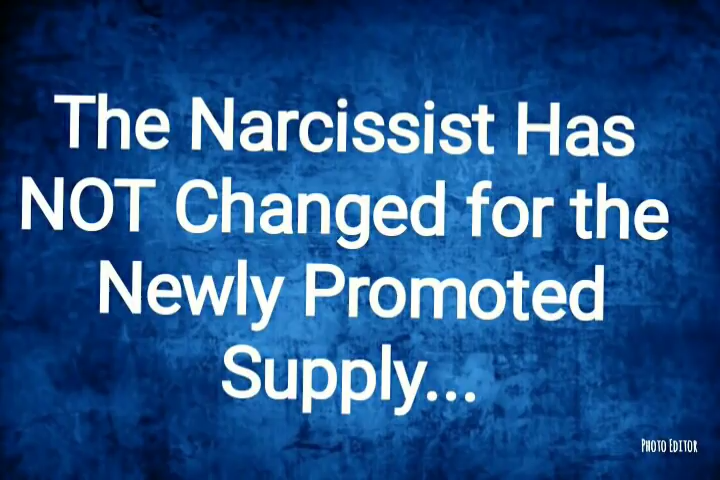 The Narcissist Has
NOT Changed for the
Newly Promoted
Supply...
PHOTO EDITOR